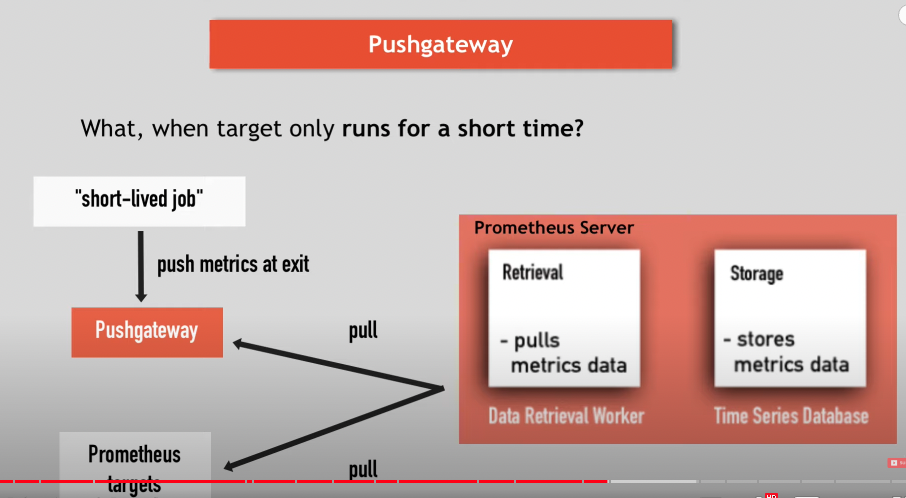 Pushgateway
What, when target only runs for a short time?
"short-lived job"
push metrics at exit
Pushgateway
pull
Prometheus
targets
pull
Prometheus Server
Retrieval
- pulls
metrics data
Data Retrieval Worker
Storage
- stores
metrics data
Time Series Database
HD